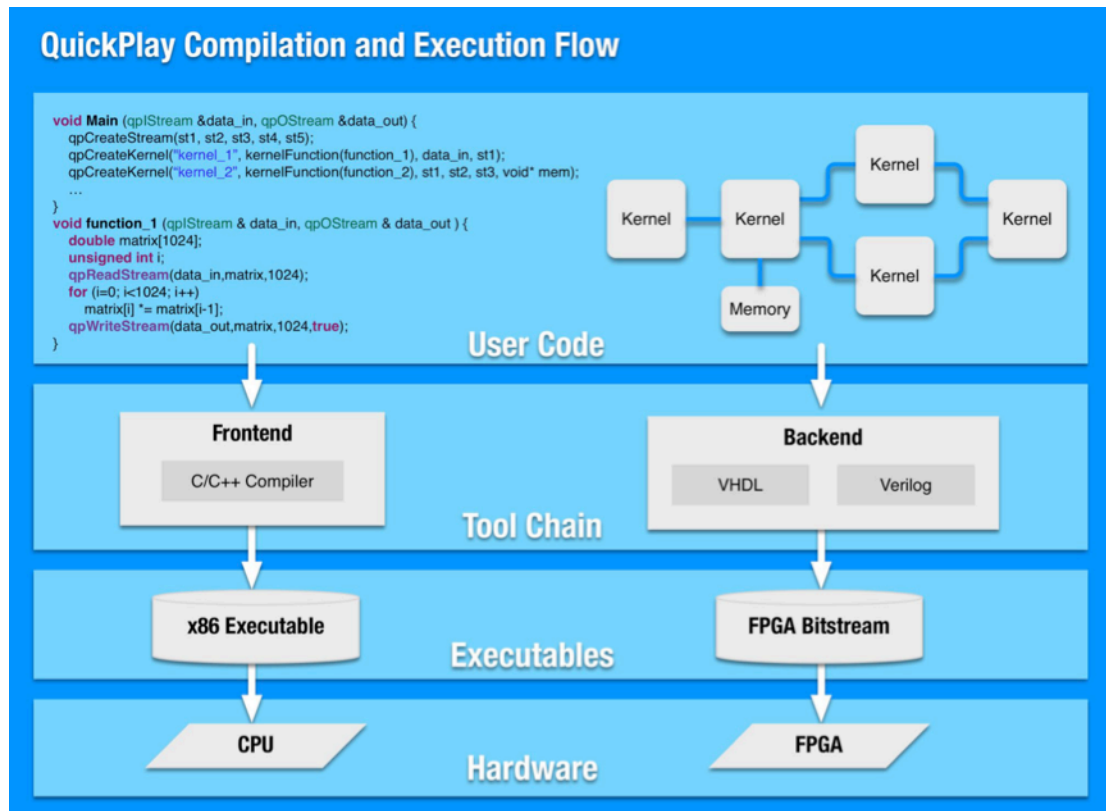 QuickPlay Compilation and Execution Flow
void Main (qpIStream &data_in, qpOStream &data_out) {
qpCreateStream(st1, st2, st3, st4, st5);
qpCreateKernel("kernel_1", kernelFunction(function_1), data_in, st1);
qpCreateKernel("kernel_2", kernelFunction(function_2), st1, st2, st3, void* mem);
…
}
void function_1 (qpIStream & data_in, qpOStream & data_out ) {
double matrix[1024];
unsigned int i;
qpReadStream(data_in,matrix,1024);
for (i=0; i<1024; i++)
matrix[i] *= matrix[i-1];
qpWriteStream(data_out,matrix,1024,true);
}
Kernel
Kernel
Kernel
Kernel
Kernel
Memory
User Code
Frontend
C/C++ Compiler
Backend
VHDL
Verilog
Tool Chain
x86 Executable
FPGA Bitstream
Executables
CPU
FPGA
Hardware